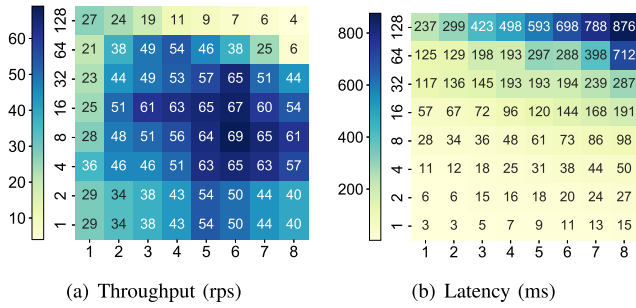 128 27 24 19 11 9 7 6 4
64 21 38 49 54 46 38 25 6
32 23 44 49 53 57 65 51 44
16 25 51 61 63 65 67 60 54
8 28 48 51 56 64 69 65 61
4 36 46 46 51 63 65 63 57
2 29 34 38 43 54 50 44 40
1 29 34 38 43 54 50 44 40
1 2 3 4 5 6 7 8
60
50
40
30
20
10
(a) Throughput (rps)
128 237 299 423 498 593 698 788 876
64 125 129 198 193 297 288 398 712
32 117 136 145 193 193 194 239 287
16 57 67 72 96 120 144 168 191
8 28 34 36 48 61 73 86 98
4 11 12 18 25 31 38 44 50
2 6 6 15 16 18 20 24 27
1 3 3 5 7 9 11 13 15
1 2 3 4 5 6 7 8
800
600
400
200
(b) Latency (ms)